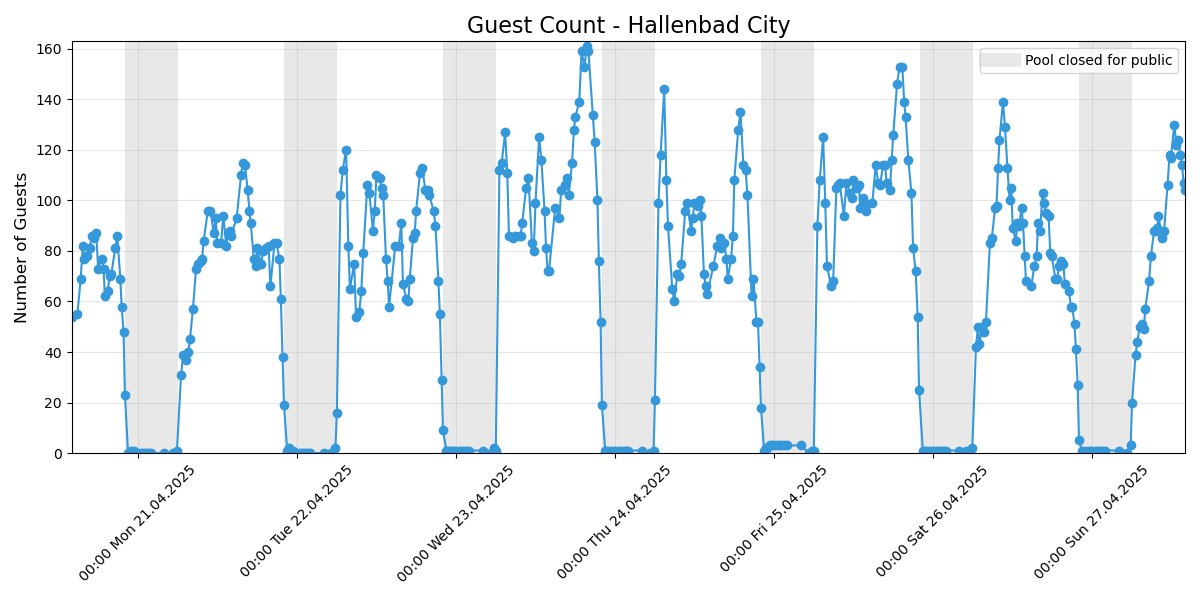 Guest Count - Hallenbad City
Pool closed for public
Number of Guests
160
140
120
100
80
60
40
20
0
00:00 Mon 21.04.2025
00:00 Tue 22.04.2025
00:00 Wed 23.04.2025
00:00 Thu 24.04.2025
00:00 Fri 25.04.2025
00:00 Sat 26.04.2025
00:00 Sun 27.04.2025